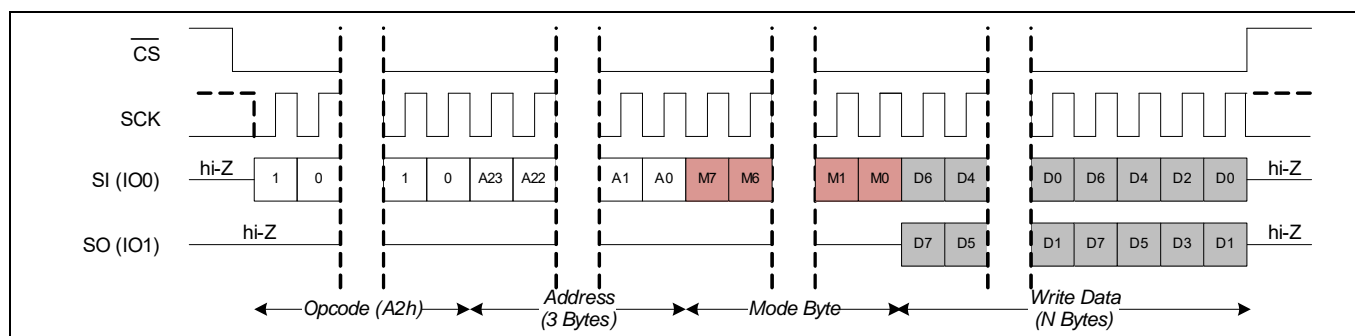 CS
SCK
hi-Z hi-Z
SI (IO0) 1 0 1 0 A23 A22 A1 A0 M7 M6 M1 M0 D6 D4 D0 D6 D4 D2 D0
hi-Z hi-Z
SO (IO1) D7 D5 D1 D7 D5 D3 D1
Opcode (A2h) Address Mode Byte Write Data
(3 Bytes) (N Bytes)